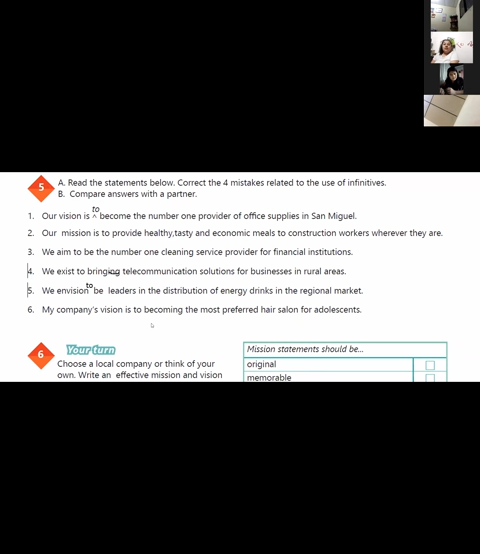 5
A. Read the statements below. Correct the 4 mistakes related to the use of infinitives.
B. Compare answers with a partner.
to
1. Our vision is ^ become the number one provider of office supplies in San Miguel.
2. Our mission is to provide healthy,tasty and economic meals to construction workers wherever they are.
3. We aim to be the number one cleaning service provider for financial institutions.
4. We exist to bringing telecommunication solutions for businesses in rural areas.
5. We envision to be leaders in the distribution of energy drinks in the regional market.
6. My company's vision is to becoming the most preferred hair salon for adolescents.
6
Your turn
Choose a local company or think of your
own. Write an effective mission and vision
Mission statements should be...
original
memorable